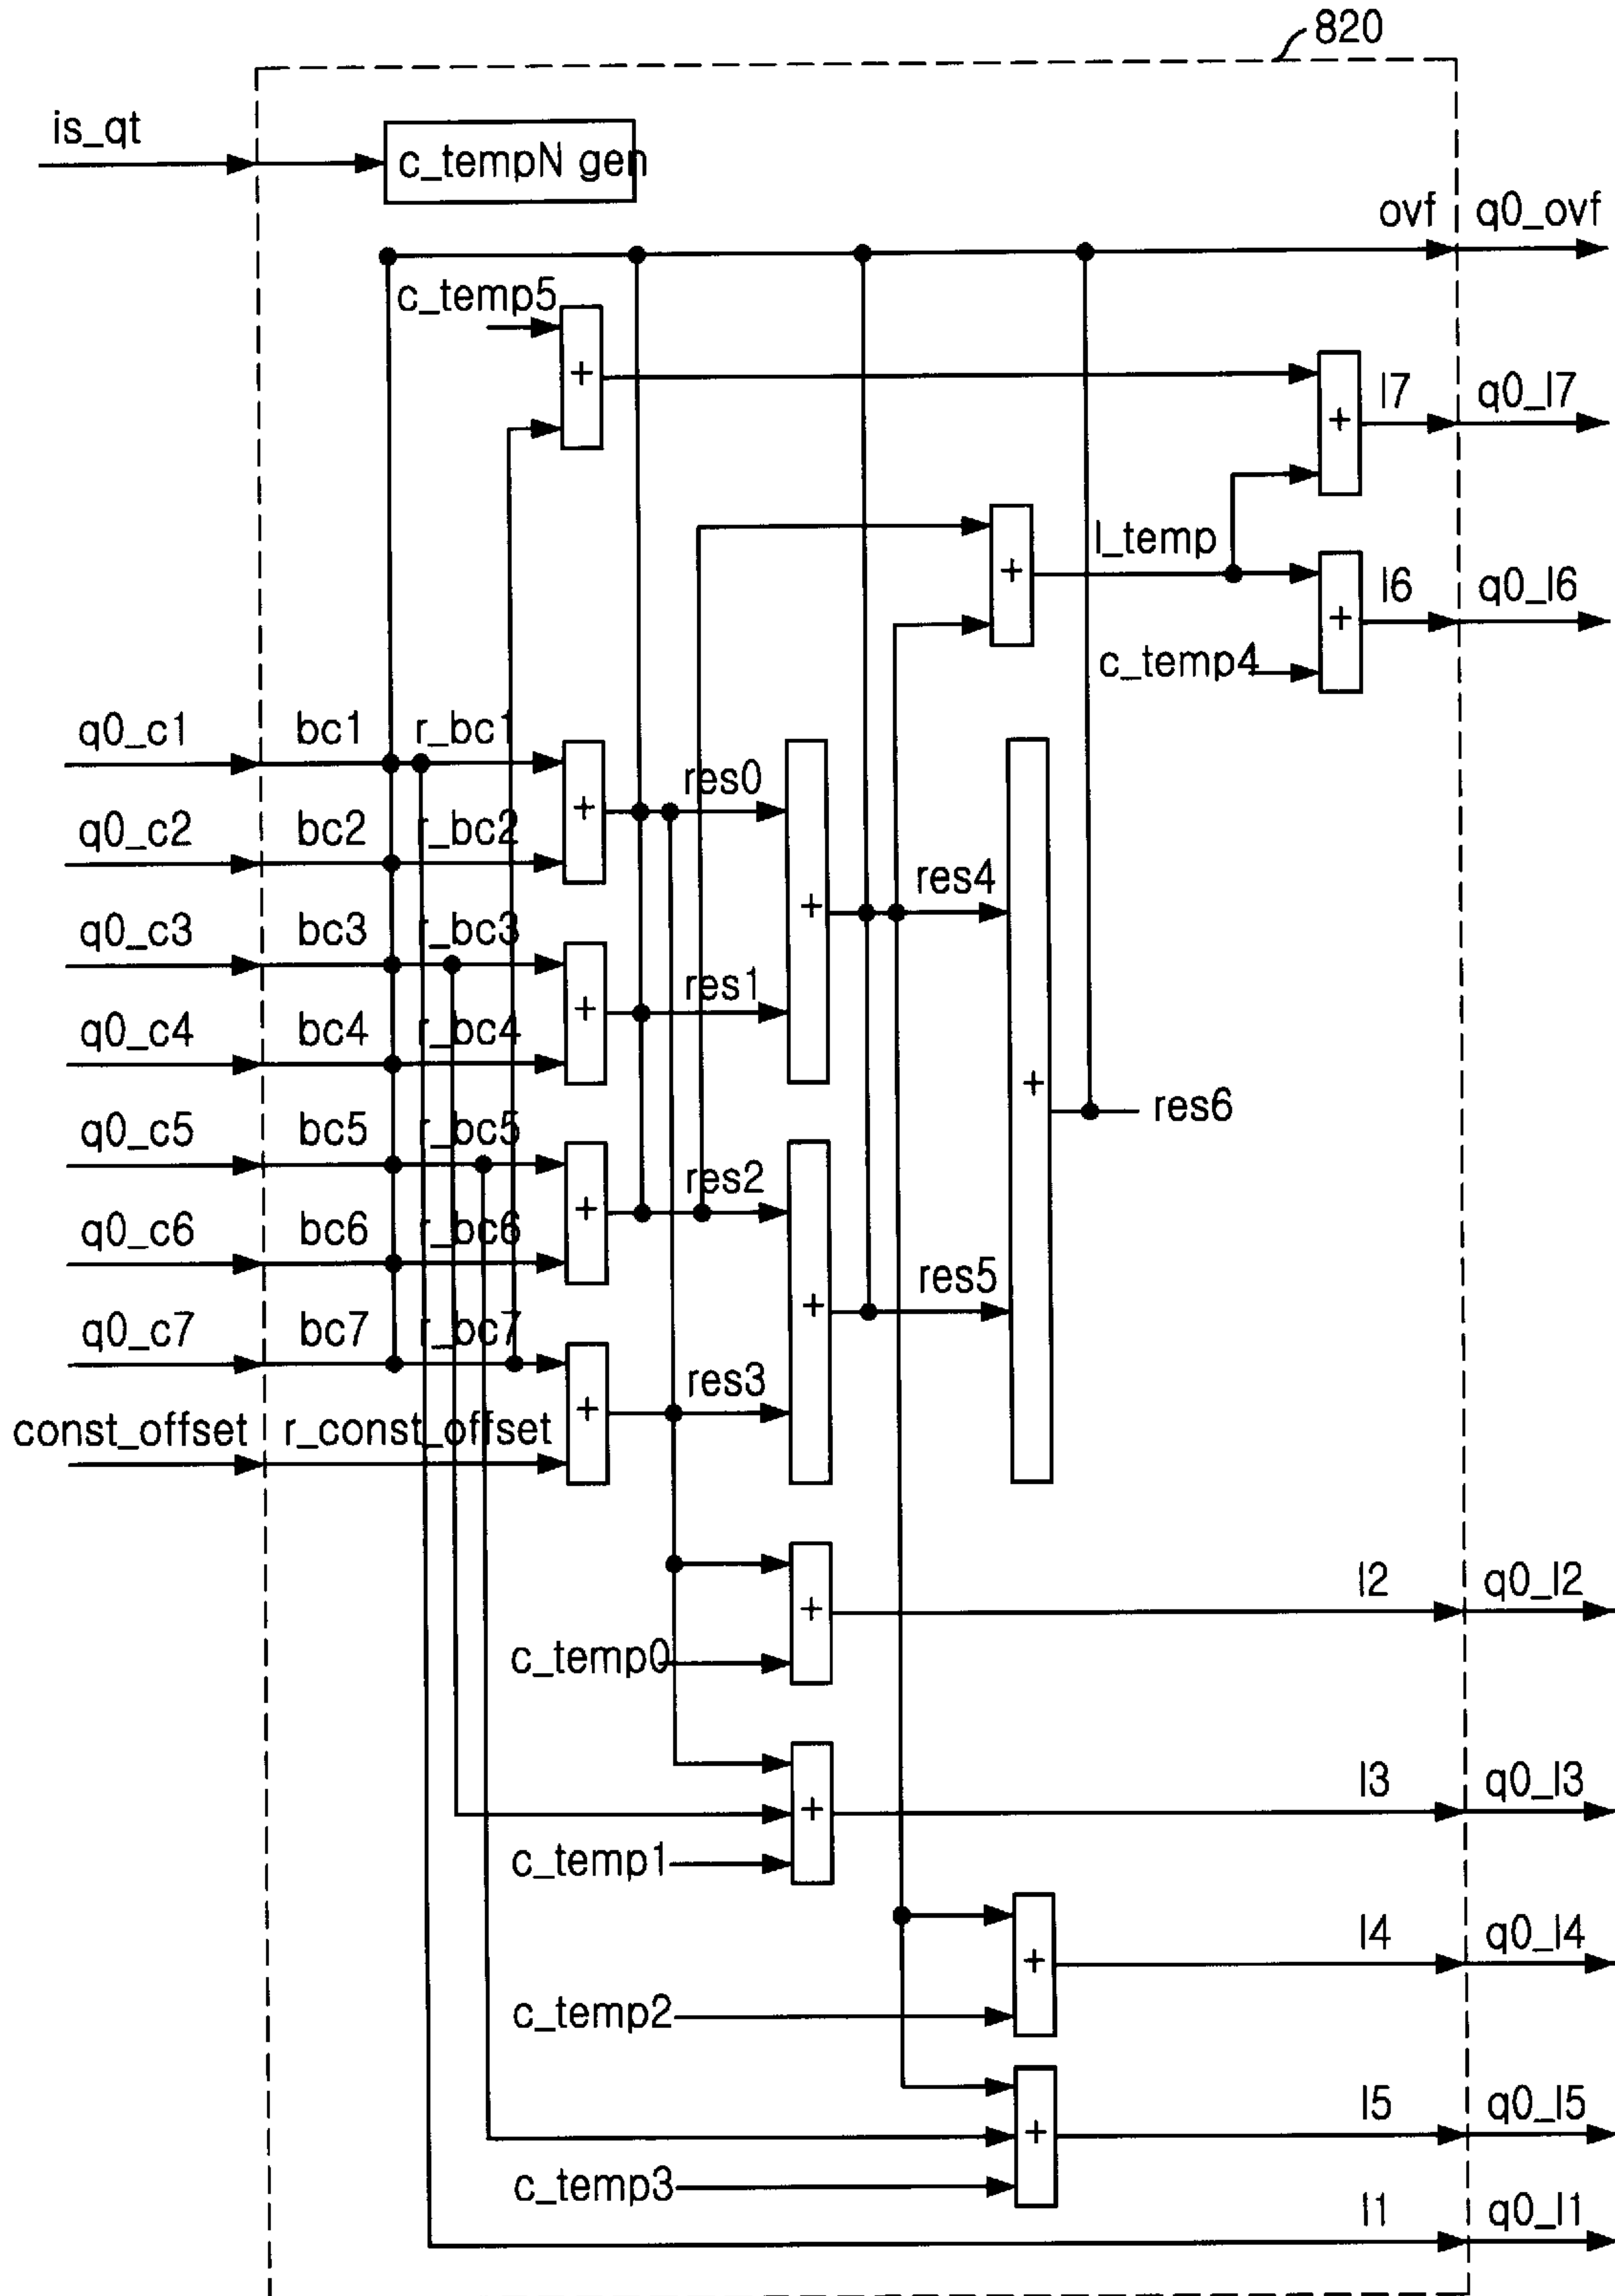 820
is_qt
c_tempN gen
ovf q0_ovf
c_temp5
+
+
l7 q0_l7
l_temp
+
+
l6 q0_l6
c_temp4
q0_c1 bc1 r_bc1
+
res0
q0_c2 bc2 r_bc2
+
res4
q0_c3 bc3 r_bc3
+
res1
q0_c4 bc4 r_bc4
+
res6
q0_c5 bc5 r_bc5
+
res2
q0_c6 bc6 r_bc6
+
res5
q0_c7 bc7 r_bc7
+
res3
const_offset r_const_offset
l2 q0_l2
+
c_temp0
l3 q0_l3
+
c_temp1
l4 q0_l4
+
c_temp2
l5 q0_l5
+
c_temp3
l1 q0_l1